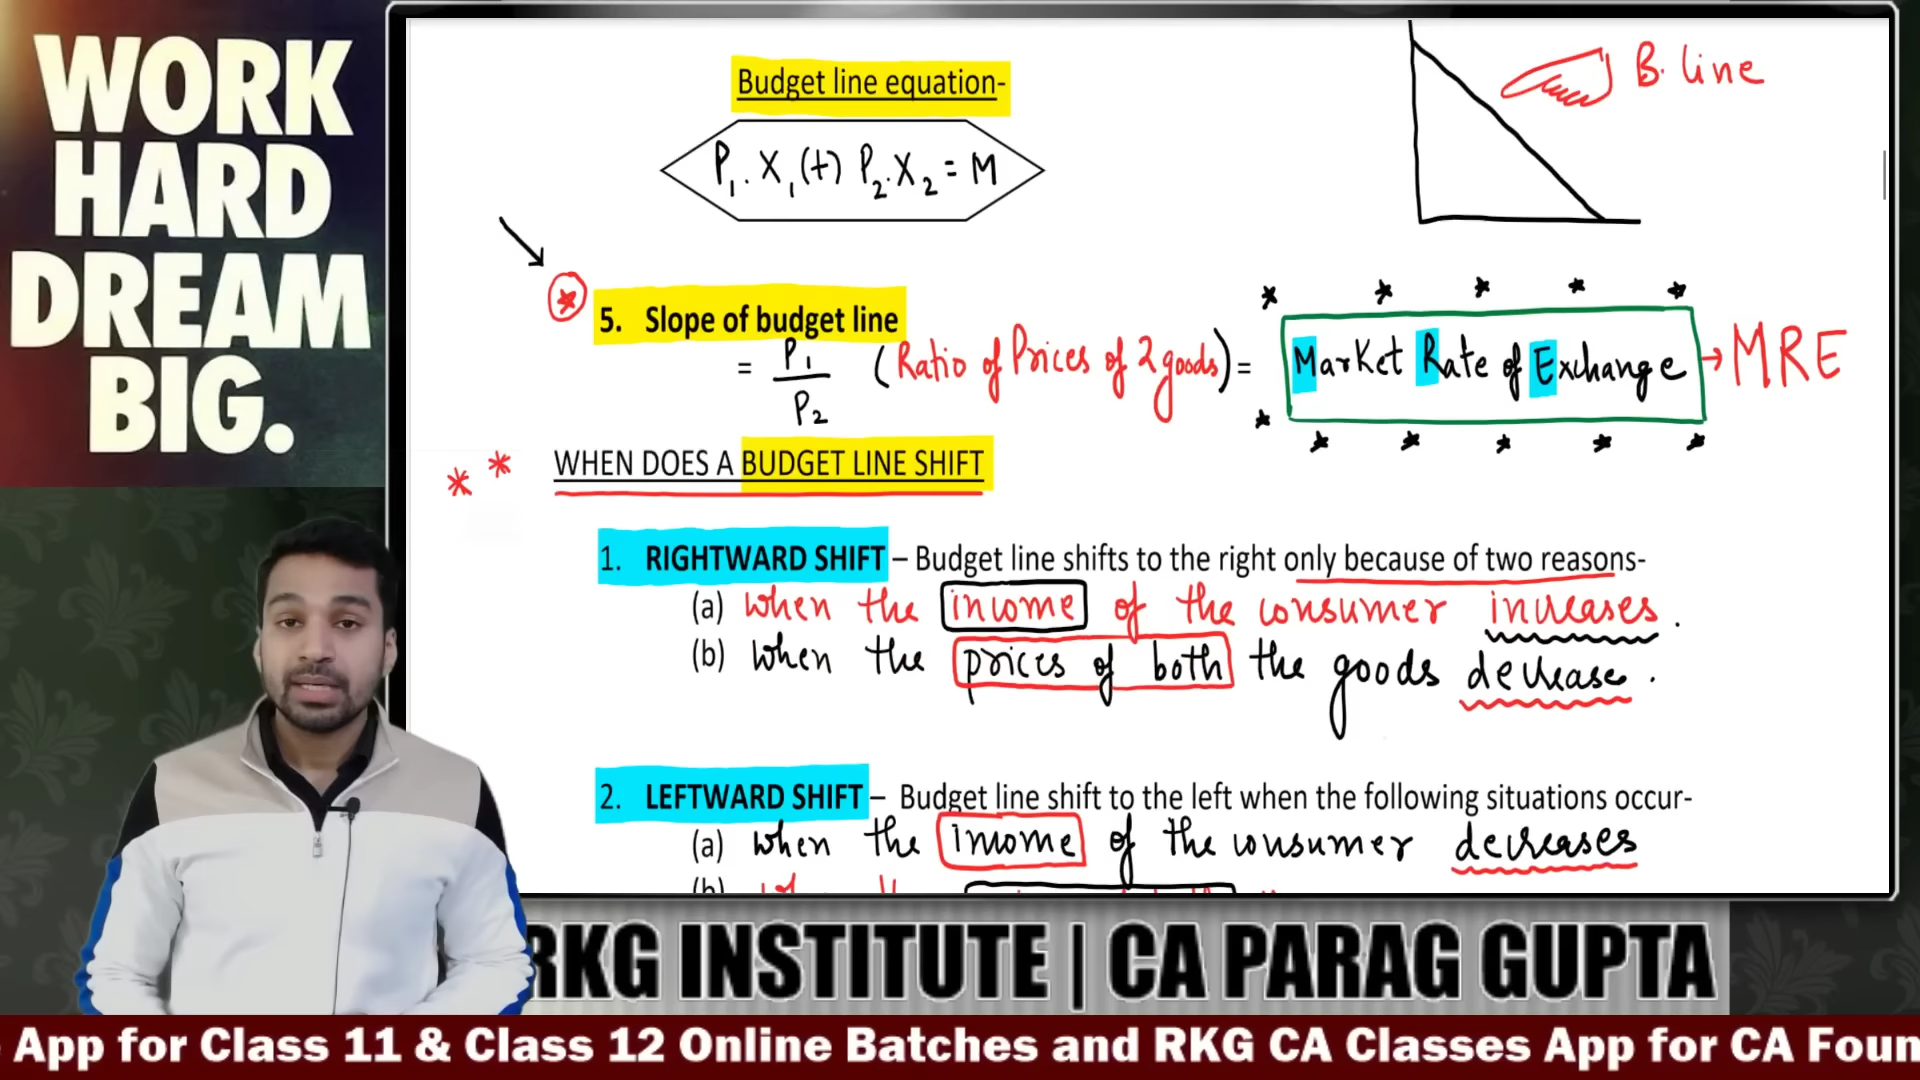 WORK
HARD
DREAM
BIG.
Budget line equation-
P1. X1 (+) P2.X2 = M
B. line
5. Slope of budget line
= P1/P2 (Ratio of Prices of 2 goods) = Market Rate of Exchange → MRE
WHEN DOES A BUDGET LINE SHIFT
1. RIGHTWARD SHIFT – Budget line shifts to the right only because of two reasons-
(a) when the income of the consumer increases.
(b) when the prices of both the goods decrease.
2. LEFTWARD SHIFT – Budget line shift to the left when the following situations occur-
(a) when the income of the consumer decreases
RKG INSTITUTE | CA PARAG GUPTA
App for Class 11 & Class 12 Online Batches and RKG CA Classes App for CA Foun